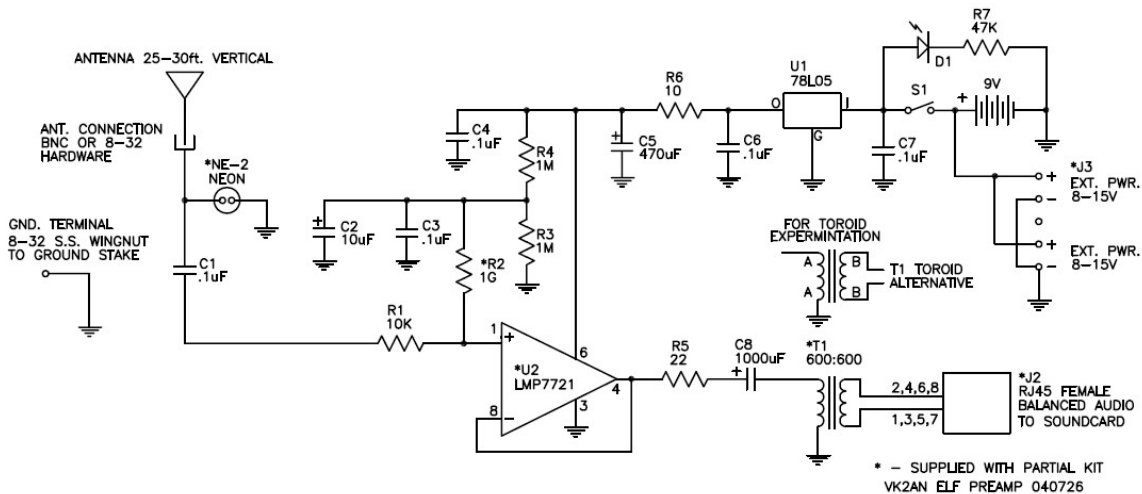 ANTENNA 25-30ft. VERTICAL
ANT. CONNECTION
BNC OR 8-32
HARDWARE
*NE-2
NEON
GND. TERMINAL
8-32 S.S. WINGNUT
TO GROUND STAKE
C1
.1uF
R1
10K
C2
10uF
C3
.1uF
*R2
1G
C4
.1uF
R4
1M
R3
1M
C5
470uF
R6
10
C6
.1uF
U1
78L05
O
I
G
C7
.1uF
S1
D1
R7
47K
9V
+
*J3
+
EXT. PWR.
8-15V
-
+
EXT. PWR.
8-15V
-
FOR TOROID
EXPERMINTATION
A
A
B
B
T1 TOROID
ALTERNATIVE
1
+
*U2
LMP7721
8
-
6
3
4
R5
22
C8
1000uF
+
*T1
600:600
2,4,6,8
1,3,5,7
*J2
RJ45 FEMALE
BALANCED AUDIO
TO SOUNDCARD
* - SUPPLIED WITH PARTIAL KIT
VK2AN ELF PREAMP 040726